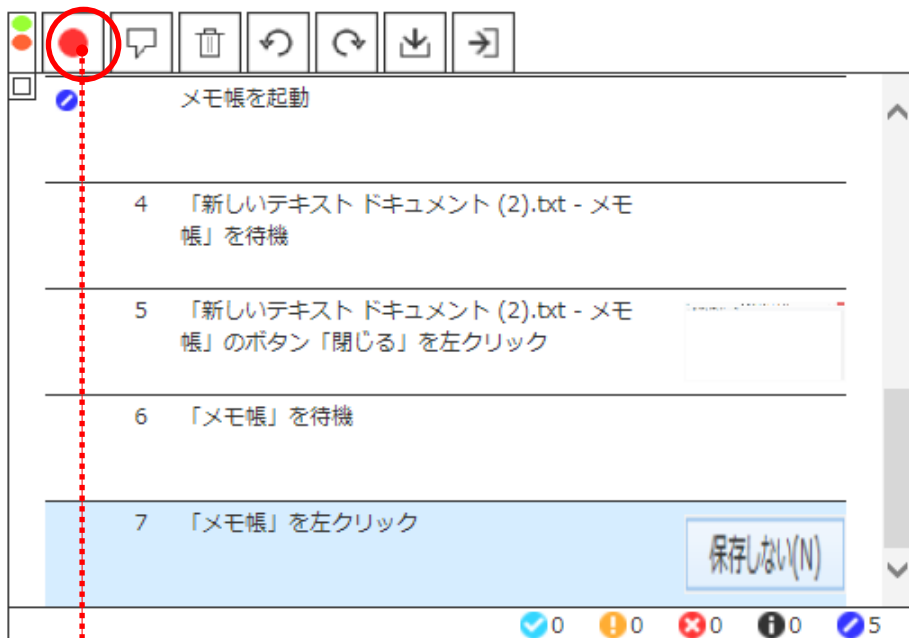 メモ帳を起動
4 「新しいテキスト ドキュメント (2).txt - メモ
帳」を待機
5 「新しいテキスト ドキュメント (2).txt - メモ
帳」のボタン「閉じる」を左クリック
6 「メモ帳」を待機
7 「メモ帳」を左クリック
保存しない(N)
0 0 0 0 5